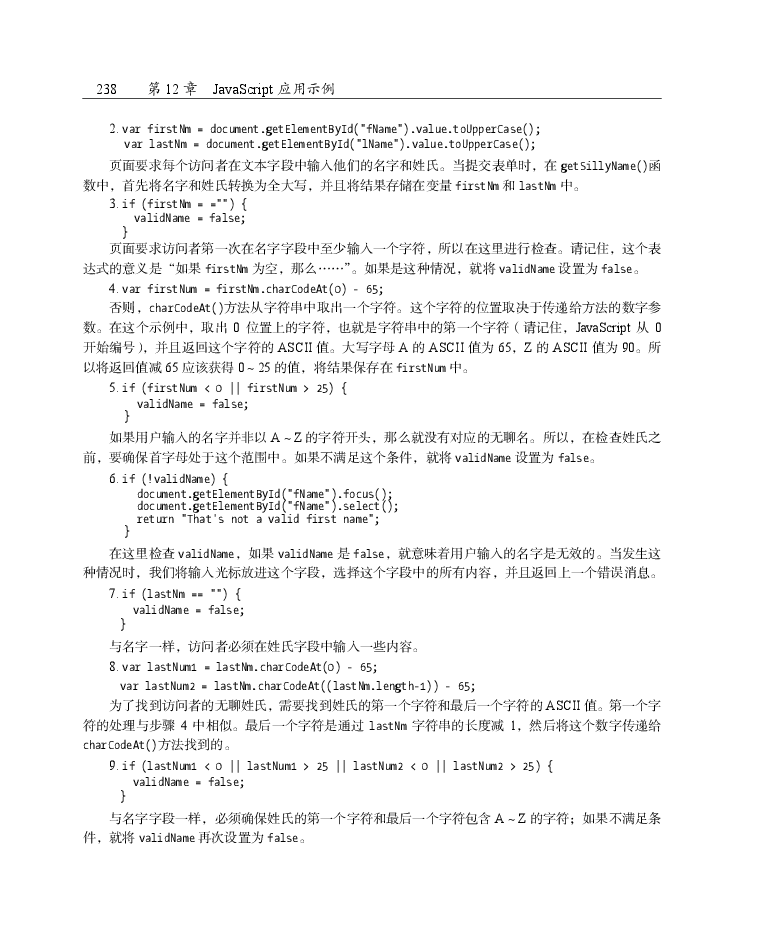 238 第 12 章 JavaScript 应用示例
2. var firstNm = document.getElementById("fName").value.toUpperCase();
var lastNm = document.getElementById("lName").value.toUpperCase();
页面要求每个访问者在文本字段中输入他们的名字和姓氏。当提交表单时，在 getSillyName()函
数中，首先将名字和姓氏转换为全大写，并且将结果存储在变量 firstNm 和 lastNm 中。
3. if (firstNm = ="") {
validName = false;
}
页面要求访问者第一次在名字字段中至少输入一个字符，所以在这里进行检查。请记住，这个表
达式的意义是“如果 firstNm 为空，那么……”。如果是这种情况，就将 validName 设置为 false。
4. var firstNum = firstNm.charCodeAt(0) - 65;
否则，charCodeAt()方法从字符串中取出一个字符。这个字符的位置取决于传递给方法的数字参
数。在这个示例中，取出 0 位置上的字符，也就是字符串中的第一个字符（请记住，JavaScript 从 0
开始编号），并且返回这个字符的 ASCII 值。大写字母 A 的 ASCII 值为 65，Z 的 ASCII 值为 90。所
以将返回值减 65 应该获得 0～25 的值，将结果保存在 firstNum 中。
5. if (firstNum < 0 || firstNum > 25) {
validName = false;
}
如果用户输入的名字并非以 A～Z 的字符开头，那么就没有对应的无聊名。所以，在检查姓氏之
前，要确保首字母处于这个范围中。如果不满足这个条件，就将 validName 设置为 false。
6. if (!validName) {
document.getElementById("fName").focus();
document.getElementById("fName").select();
return "That's not a valid first name";
}
在这里检查 validName，如果 validName 是 false，就意味着用户输入的名字是无效的。当发生这
种情况时，我们将输入光标放进这个字段，选择这个字段中的所有内容，并且返回上一个错误消息。
7. if (lastNm == "") {
validName = false;
}
与名字一样，访问者必须在姓氏字段中输入一些内容。
8. var lastNum1 = lastNm.charCodeAt(0) - 65;
var lastNum2 = lastNm.charCodeAt((lastNm.length-1)) - 65;
为了找到访问者的无聊姓氏，需要找到姓氏的第一个字符和最后一个字符的 ASCII 值。第一个字
符的处理与步骤 4 中相似。最后一个字符是通过 lastNm 字符串的长度减 1，然后将这个数字传递给
charCodeAt()方法找到的。
9. if (lastNum1 < 0 || lastNum1 > 25 || lastNum2 < 0 || lastNum2 > 25) {
validName = false;
}
与名字字段一样，必须确保姓氏的第一个字符和最后一个字符包含 A～Z 的字符；如果不满足条
件，就将 validName 再次设置为 false。